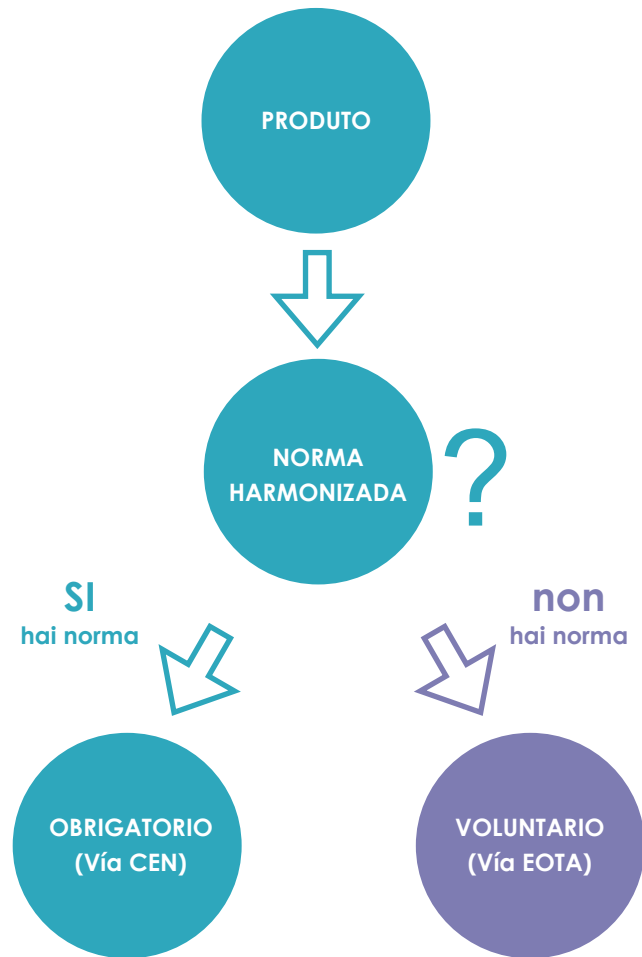 PRODUTO
NORMA
HARMONIZADA
?
SI
hai norma
non
hai norma
OBRIGATORIO
(Vía CEN)
VOLUNTARIO
(Vía EOTA)